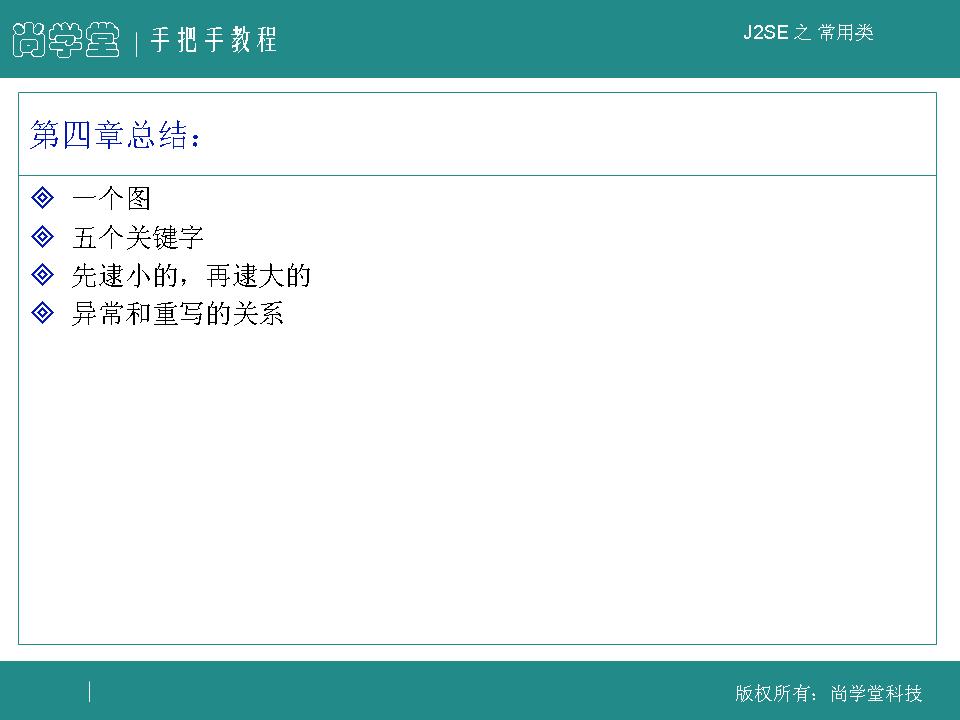 尚学堂 | 手把手教程
J2SE 之 常用类
第四章总结：
一个图
五个关键字
先逮小的，再逮大的
异常和重写的关系
版权所有：尚学堂科技